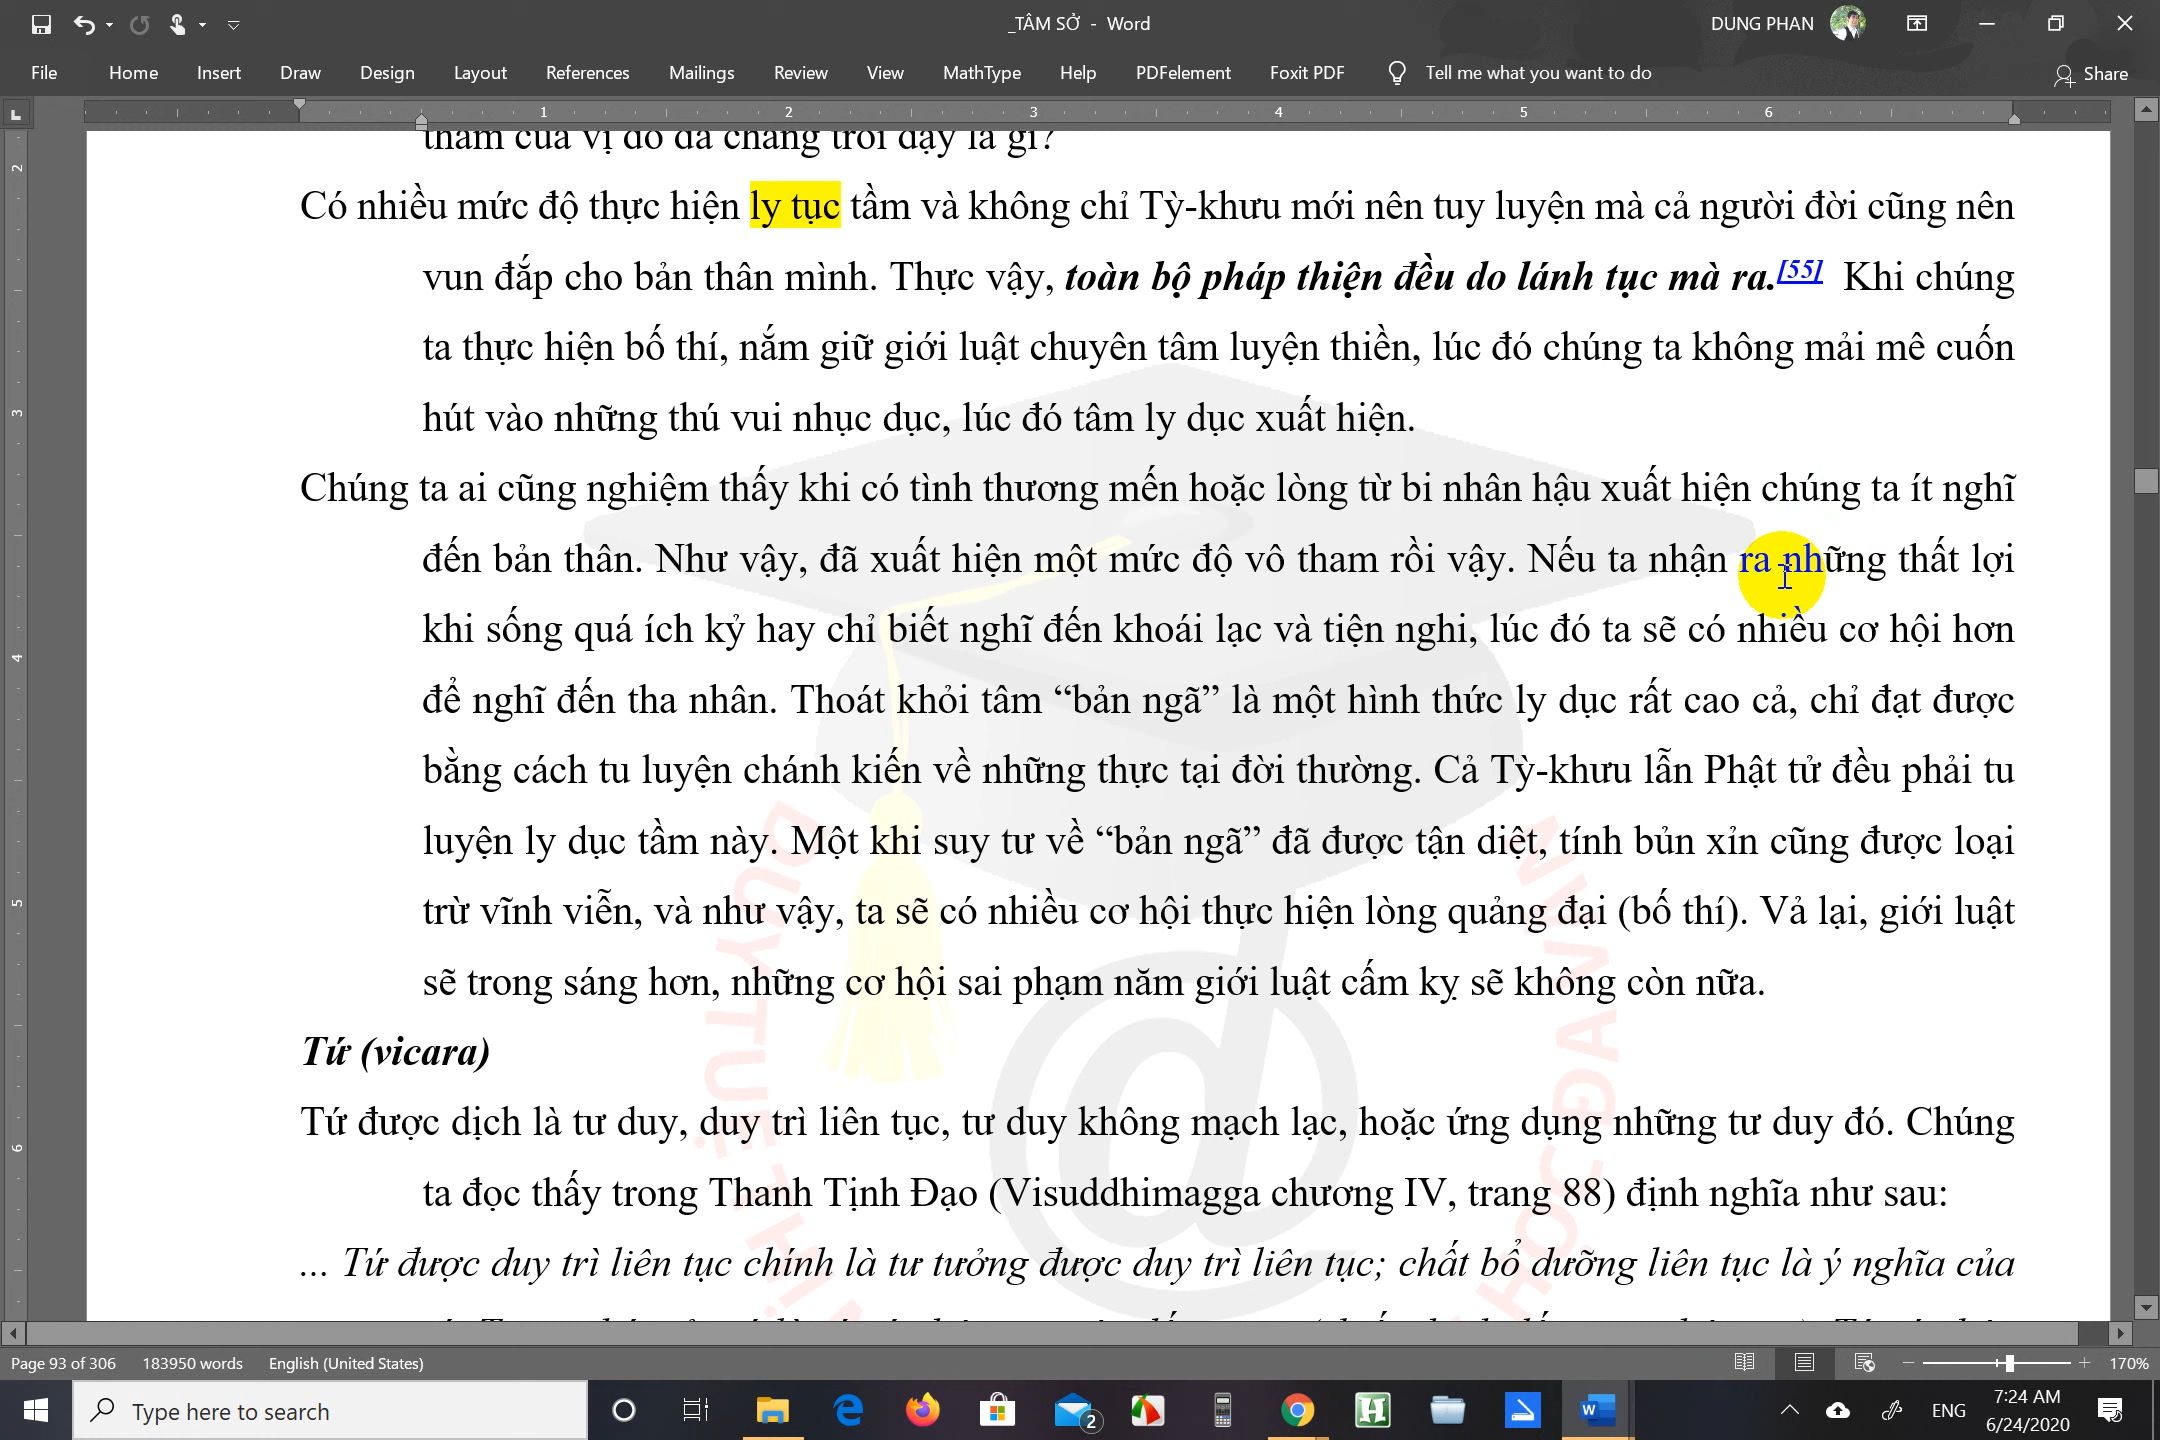 _TÂM SỞ - Word
DUNG PHAN
File Home Insert Draw Design Layout References Mailings Review View MathType Help PDFelement Foxit PDF Tell me what you want to do Share
1 2 3 4 5 6
tham của vị đó đã chẳng trỗi dậy là gì?
Có nhiều mức độ thực hiện ly tục tầm và không chỉ Tỳ-khưu mới nên tuy luyện mà cả người đời cũng nên
vun đắp cho bản thân mình. Thực vậy, toàn bộ pháp thiện đều do lánh tục mà ra.[55] Khi chúng
ta thực hiện bố thí, nắm giữ giới luật chuyên tâm luyện thiền, lúc đó chúng ta không mải mê cuốn
hút vào những thú vui nhục dục, lúc đó tâm ly dục xuất hiện.
Chúng ta ai cũng nghiệm thấy khi có tình thương mến hoặc lòng từ bi nhân hậu xuất hiện chúng ta ít nghĩ
đến bản thân. Như vậy, đã xuất hiện một mức độ vô tham rồi vậy. Nếu ta nhận ra những thất lợi
khi sống quá ích kỷ hay chỉ biết nghĩ đến khoái lạc và tiện nghi, lúc đó ta sẽ có nhiều cơ hội hơn
để nghĩ đến tha nhân. Thoát khỏi tâm “bản ngã” là một hình thức ly dục rất cao cả, chỉ đạt được
bằng cách tu luyện chánh kiến về những thực tại đời thường. Cả Tỳ-khưu lẫn Phật tử đều phải tu
luyện ly dục tầm này. Một khi suy tư về “bản ngã” đã được tận diệt, tính bủn xỉn cũng được loại
trừ vĩnh viễn, và như vậy, ta sẽ có nhiều cơ hội thực hiện lòng quảng đại (bố thí). Vả lại, giới luật
sẽ trong sáng hơn, những cơ hội sai phạm năm giới luật cấm kỵ sẽ không còn nữa.
Tứ (vicara)
Tứ được dịch là tư duy, duy trì liên tục, tư duy không mạch lạc, hoặc ứng dụng những tư duy đó. Chúng
ta đọc thấy trong Thanh Tịnh Đạo (Visuddhimagga chương IV, trang 88) định nghĩa như sau:
... Tứ được duy trì liên tục chính là tư tưởng được duy trì liên tục; chất bổ dưỡng liên tục là ý nghĩa của
Page 93 of 306 183950 words English (United States) 170%
Type here to search
2
ENG
7:24 AM
6/24/2020